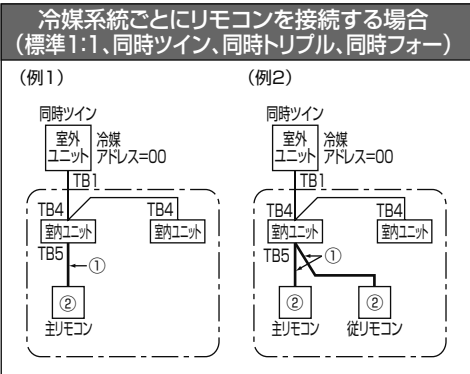 冷媒系統ごとにリモコンを接続する場合
(標準1:1、同時ツイン、同時トリプル、同時フォー)
(例1)
同時ツイン
室外
ユニット
冷媒
アドレス=00
TB1
TB4
TB4
室内ユニット
室内ユニット
TB5
①
②
主リモコン
(例2)
同時ツイン
室外
ユニット
冷媒
アドレス=00
TB1
TB4
TB4
室内ユニット
室内ユニット
TB5
①
②
②
主リモコン
従リモコン